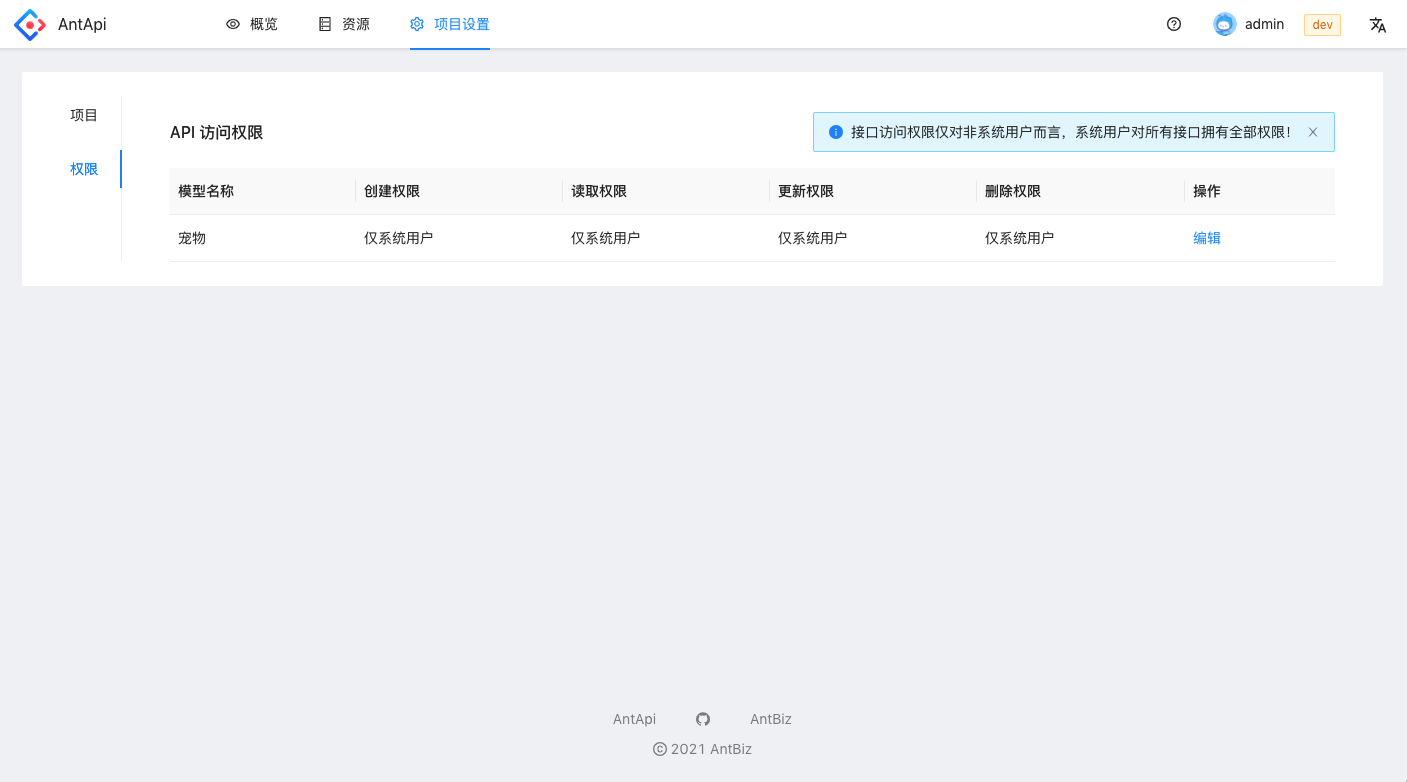 AntApi 概览 资源 项目设置 admin dev
项目
权限
API 访问权限
接口访问权限仅对非系统用户而言，系统用户对所有接口拥有全部权限！
模型名称 创建权限 读取权限 更新权限 删除权限 操作
宠物 仅系统用户 仅系统用户 仅系统用户 仅系统用户 编辑
AntApi AntBiz
© 2021 AntBiz